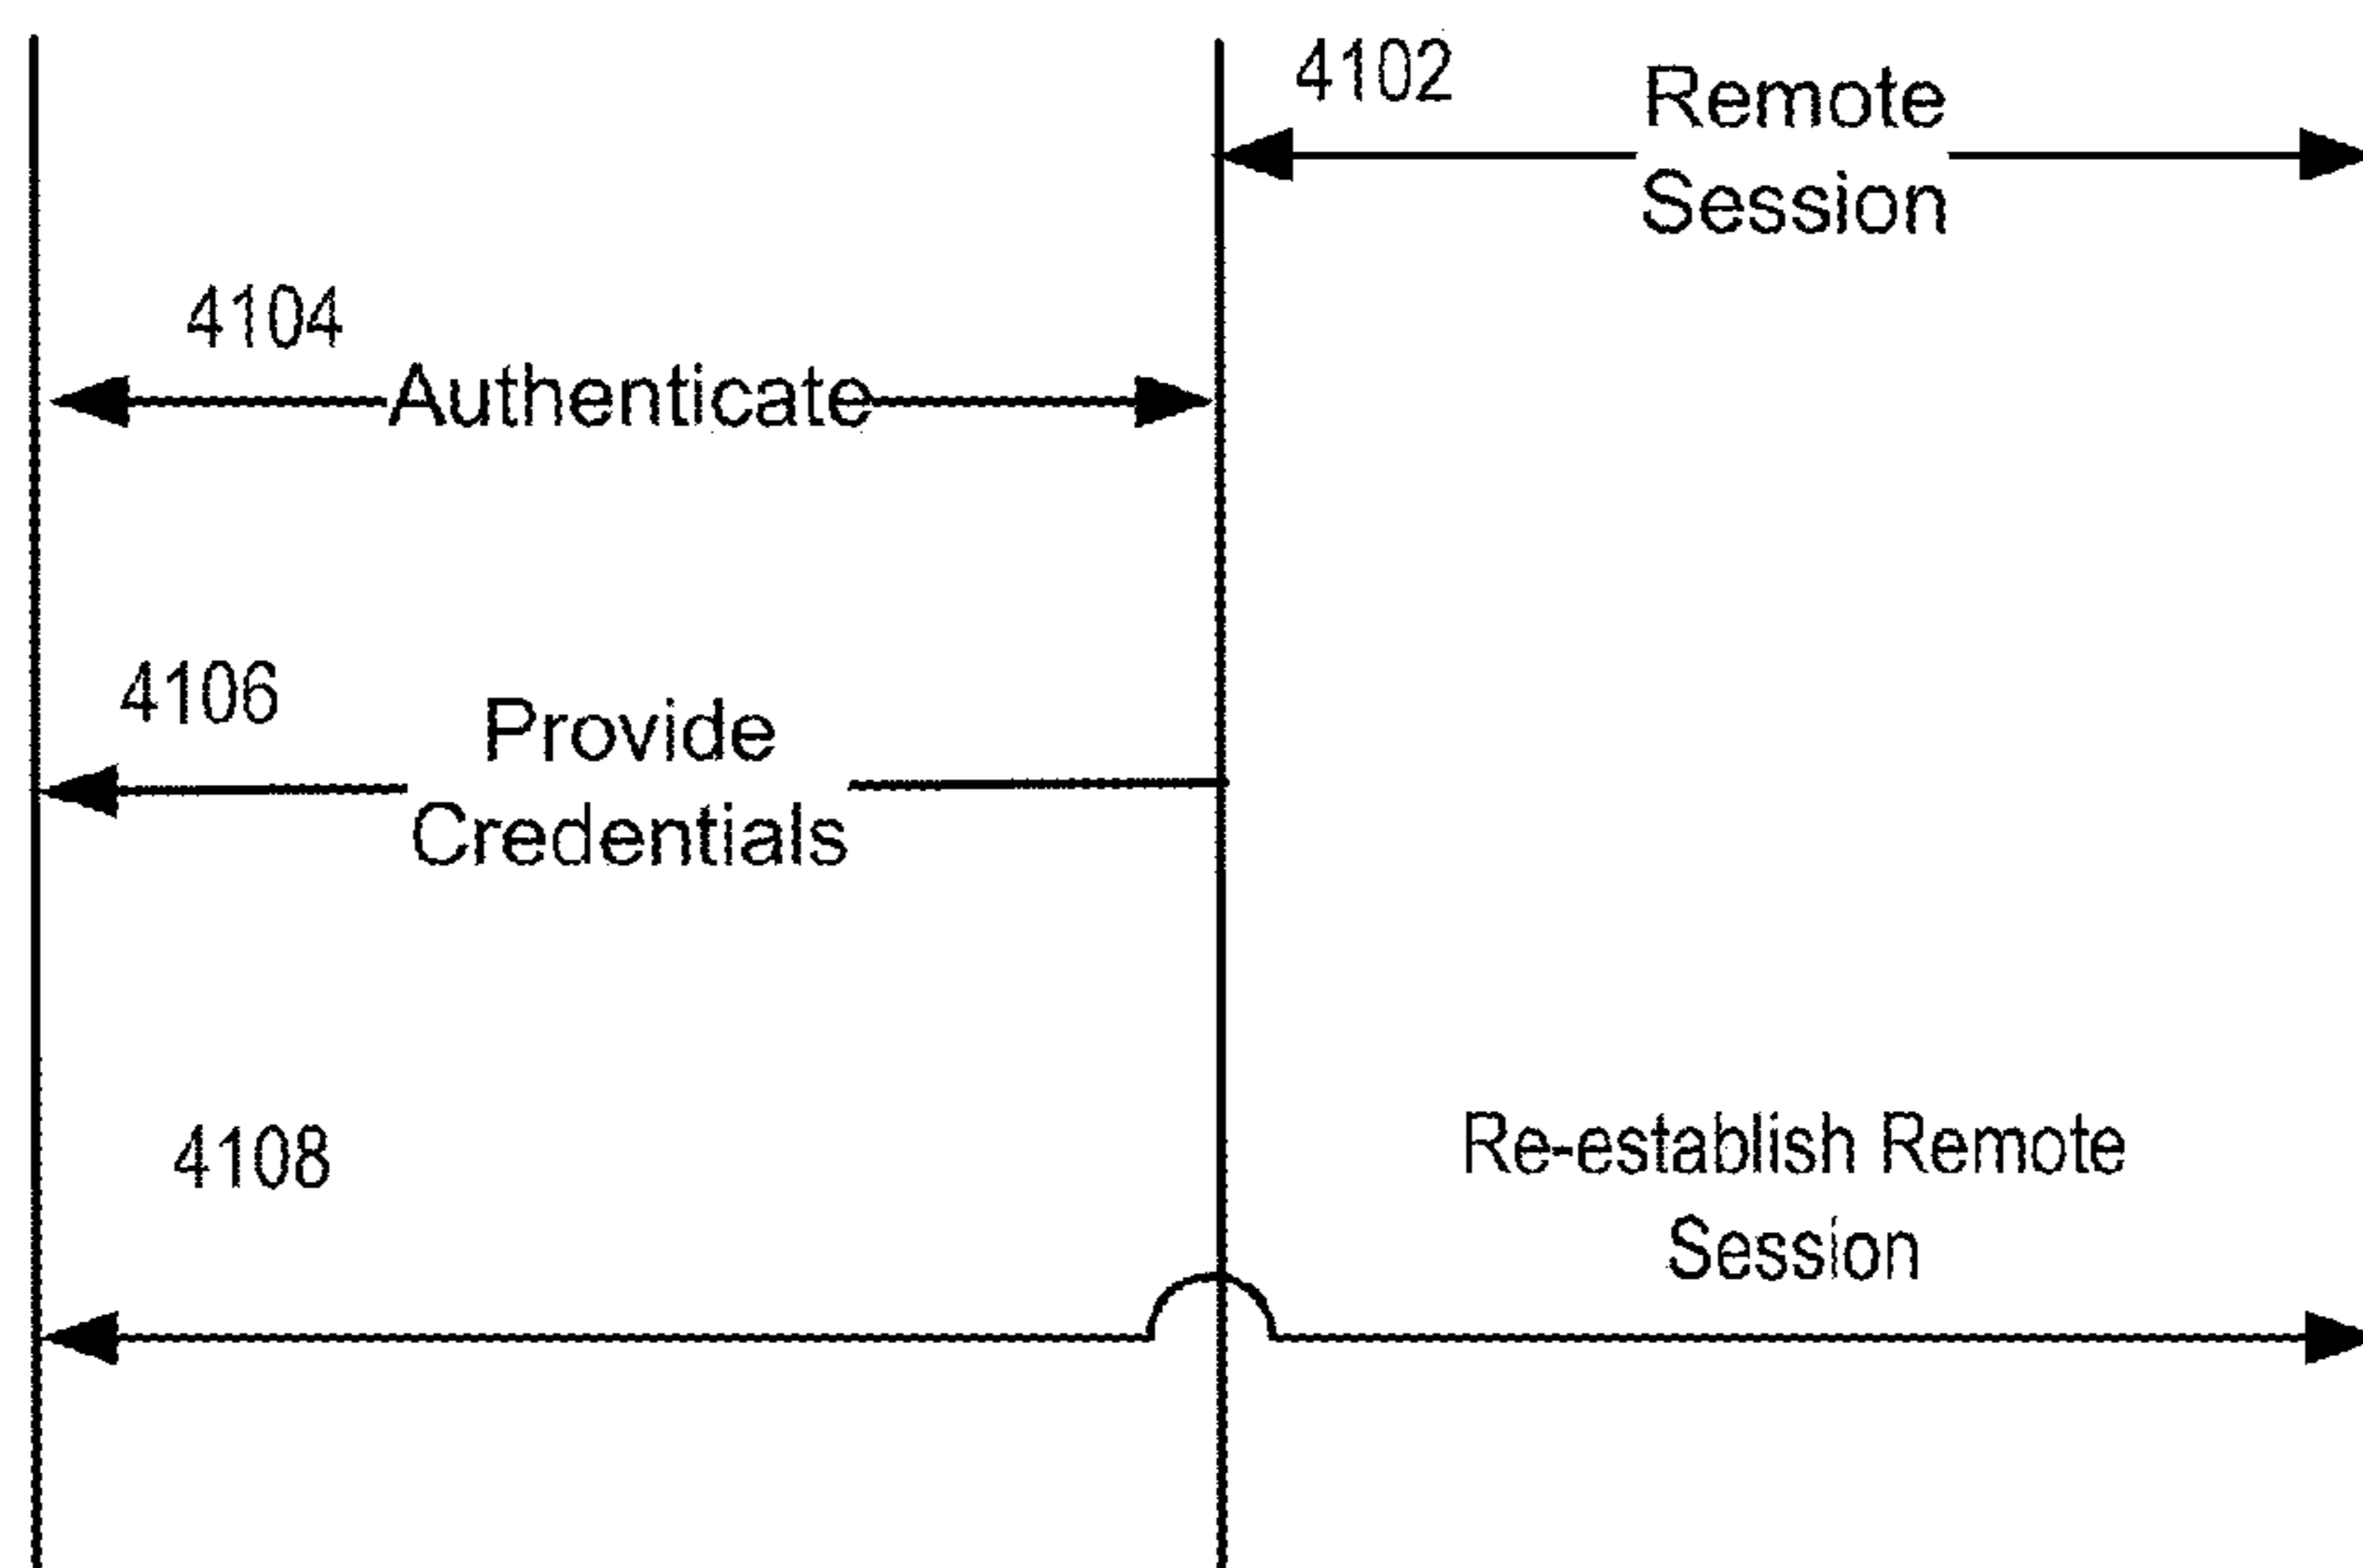 4102
Remote
Session
4104
Authenticate
4106
Provide
Credentials
4108
Re-establish Remote
Session